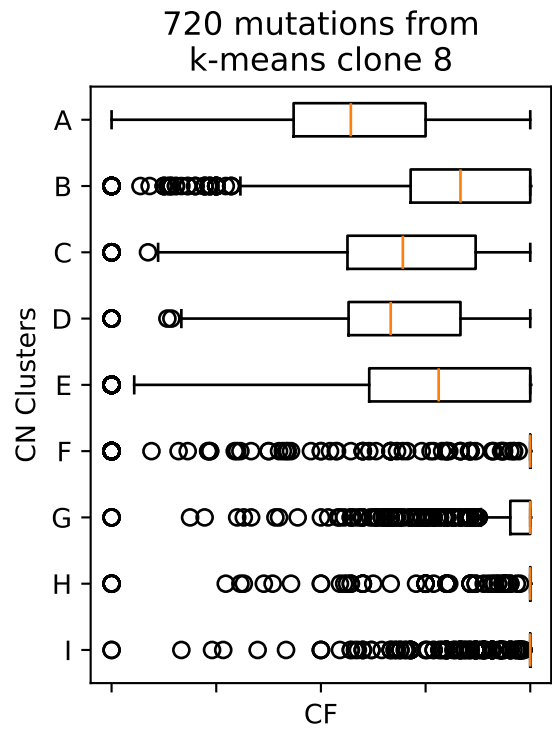 720 mutations from
k-means clone 8
CN Clusters
A
B
C
D
E
F
G
H
I
CF